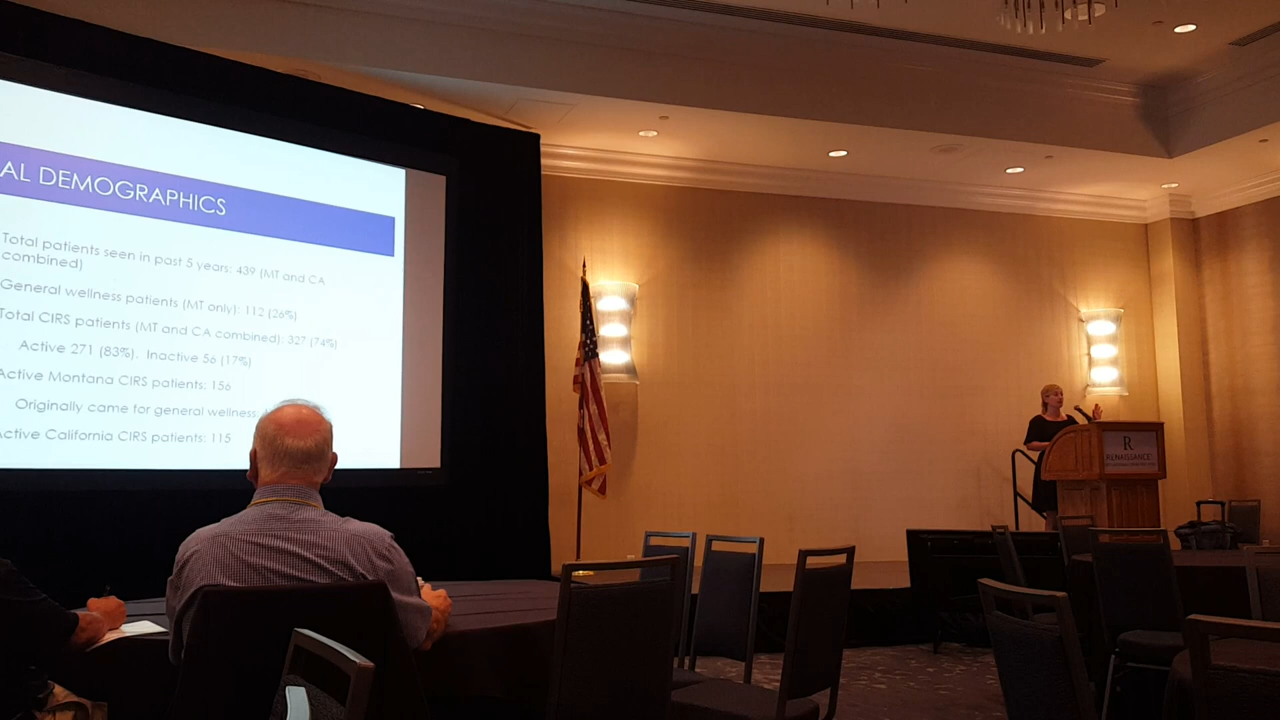 AL DEMOGRAPHICS
Total patients seen in past 5 years: 439 (MT and CA
combined)
General wellness patients (MT only): 112 (26%)
Total CIRS patients (MT and CA combined): 327 (74%)
Active 271 (83%). Inactive 56 (17%)
Active Montana CIRS patients: 156
Originally came for general wellness
Active California CIRS patients: 115
R
RENAISSANCE